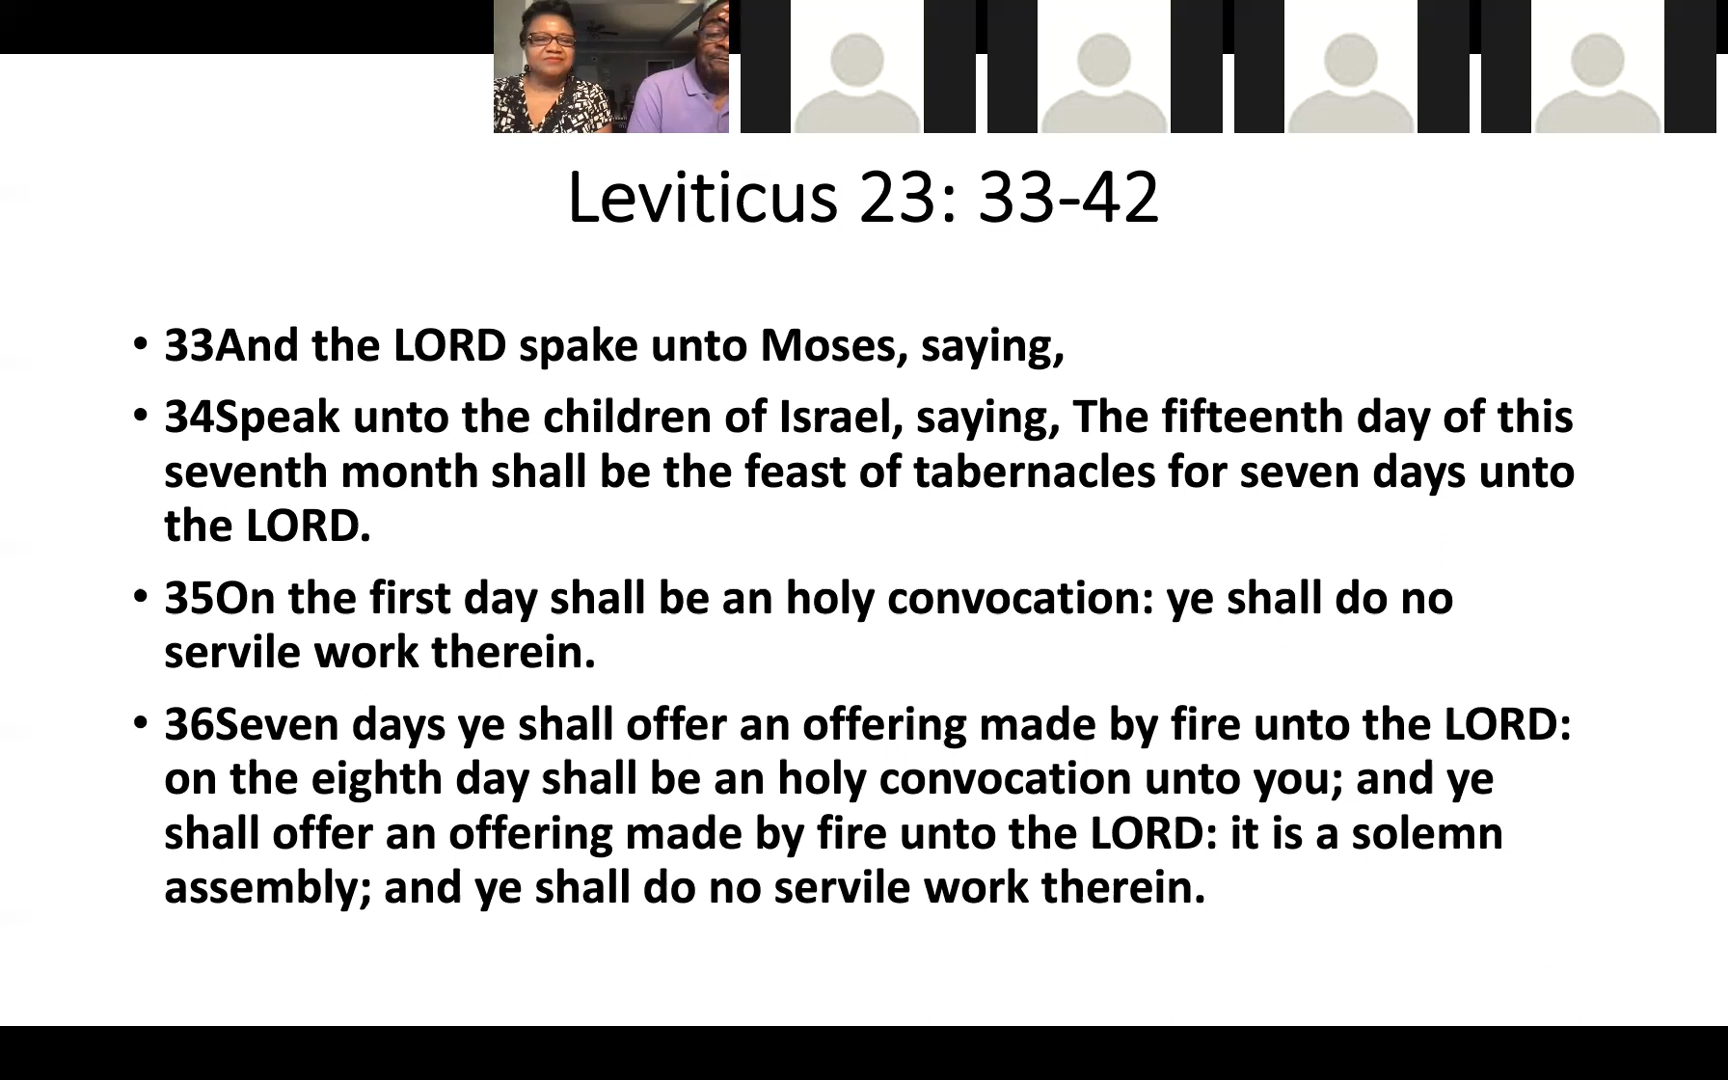 Leviticus 23: 33-42
• 33And the LORD spake unto Moses, saying,
• 34Speak unto the children of Israel, saying, The fifteenth day of this
seventh month shall be the feast of tabernacles for seven days unto
the LORD.
• 35On the first day shall be an holy convocation: ye shall do no
servile work therein.
• 36Seven days ye shall offer an offering made by fire unto the LORD:
on the eighth day shall be an holy convocation unto you; and ye
shall offer an offering made by fire unto the LORD: it is a solemn
assembly; and ye shall do no servile work therein.